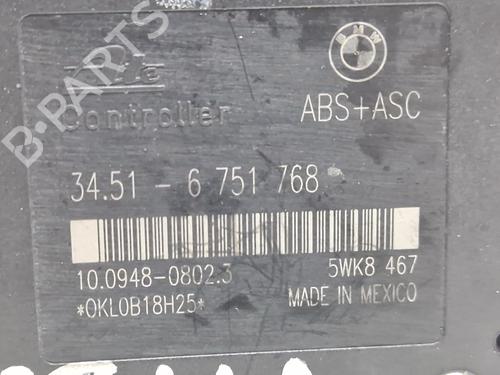 B-PARTS
BMW
Controller
ABS+ASC
34.51 - 6 751 768
10.0948-0802.3
5WK8 467
*0KL0B18H25*
MADE IN MEXICO